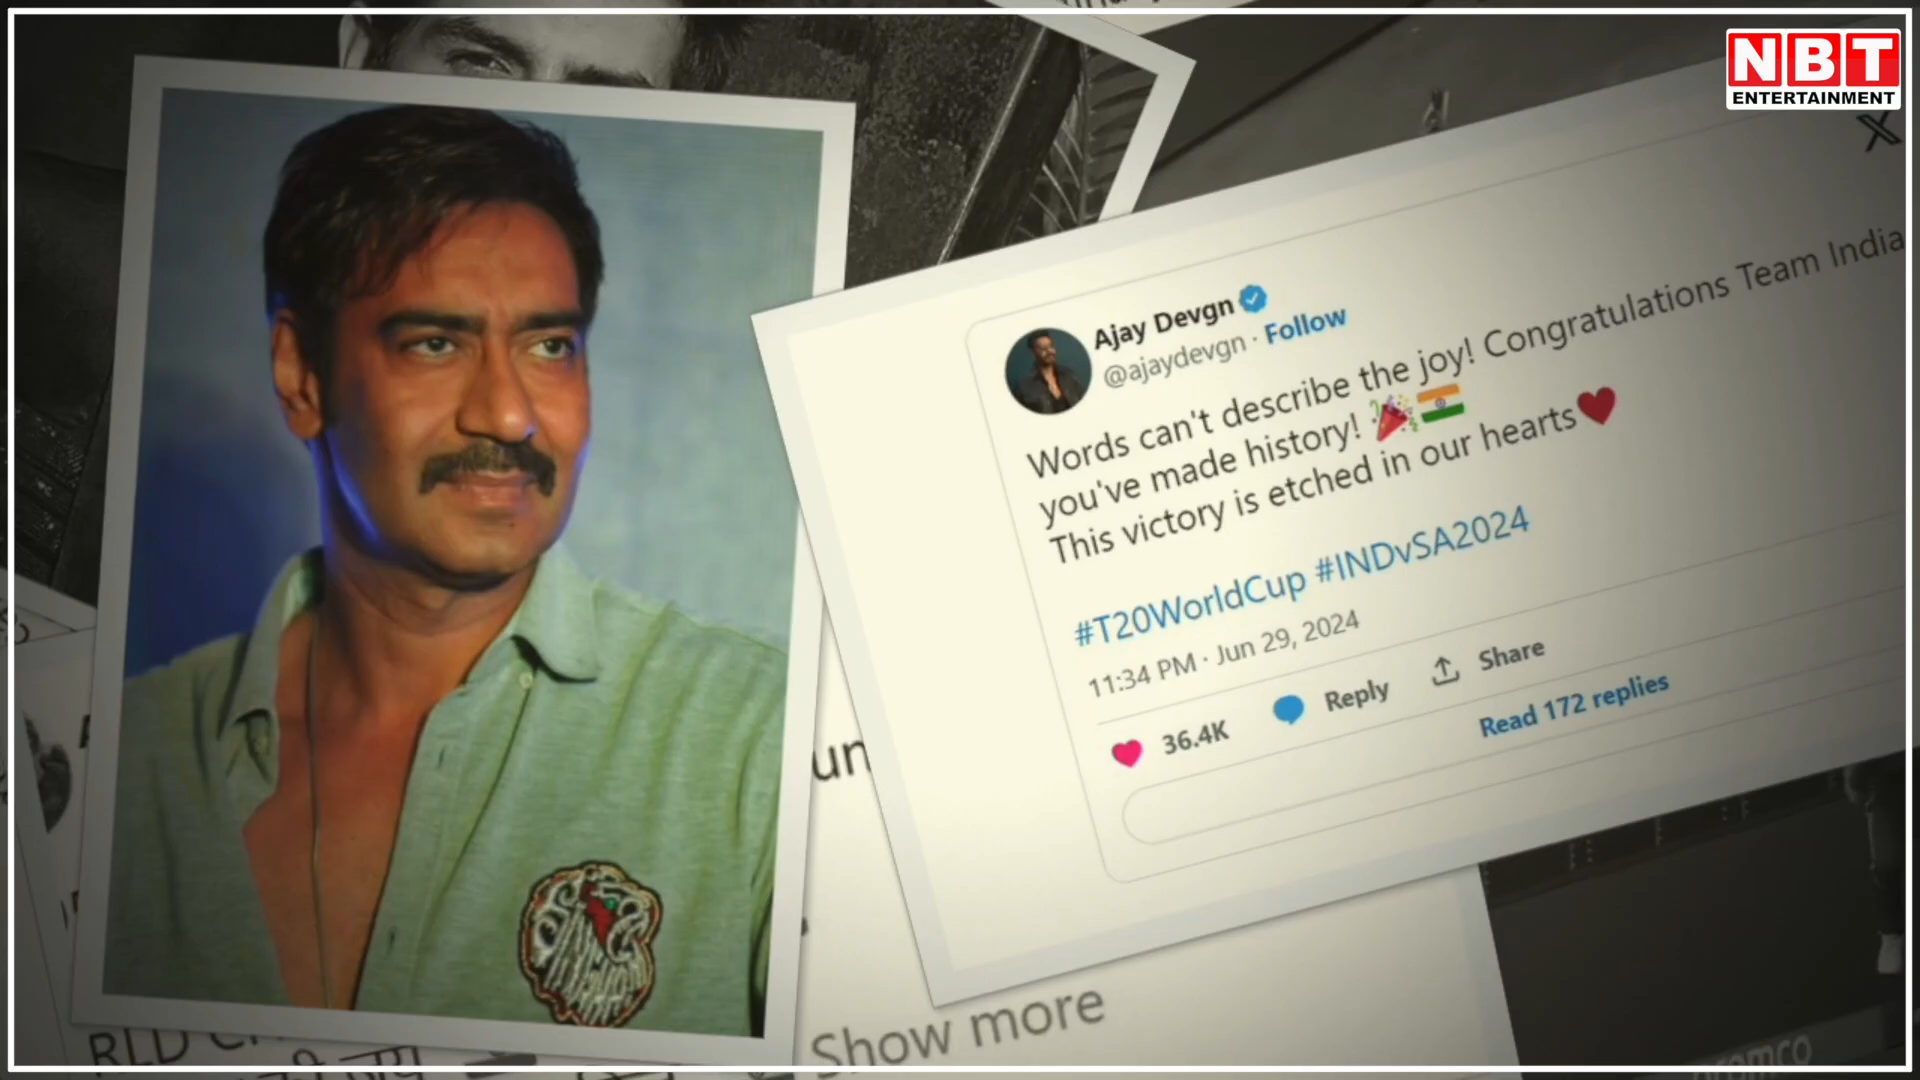 NBT
ENTERTAINMENT
X
Ajay Devgn
@ajaydevgn · Follow
Words can't describe the joy! Congratulations Team India
you've made history! 🎉🇮🇳
This victory is etched in our hearts♥
#T20WorldCup #INDvSA2024
11:34 PM · Jun 29, 2024
36.4K Reply Share
Read 172 replies
un
Show more